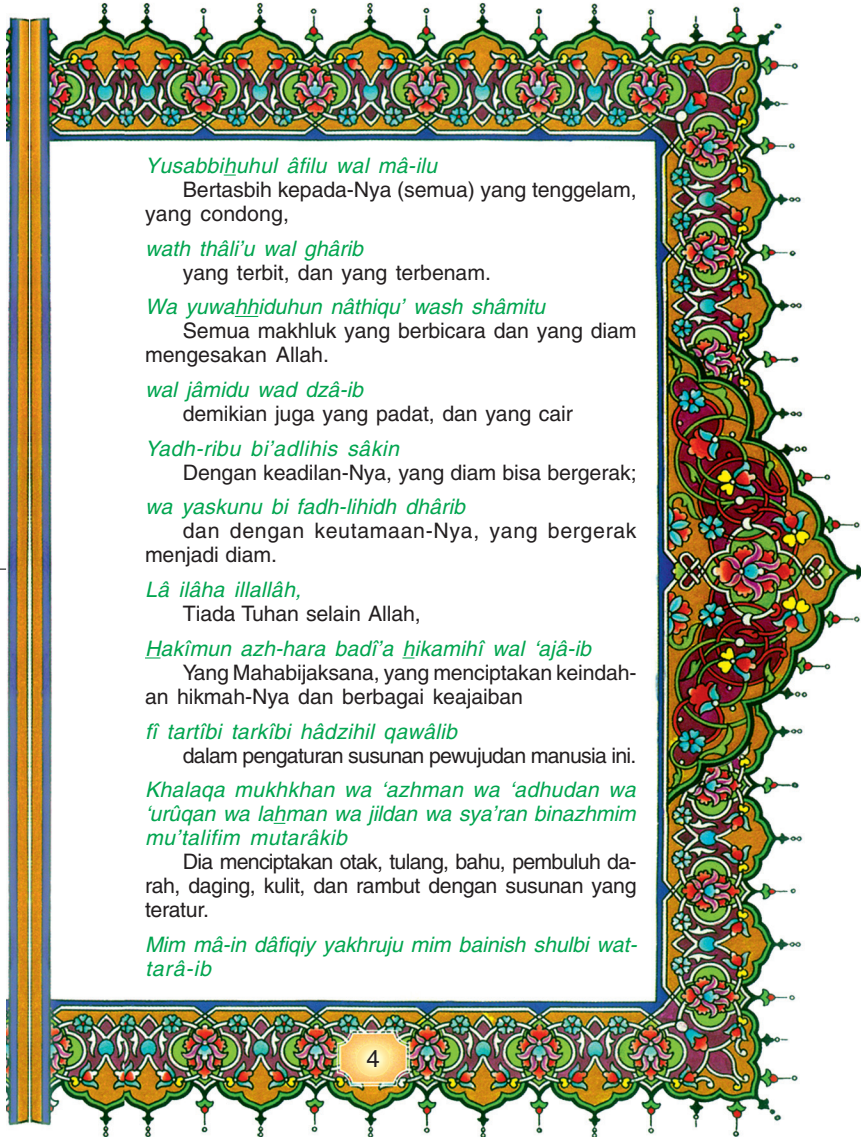 Yusabbihuhul âfilu wal mâ-ilu
Bertasbih kepada-Nya (semua) yang tenggelam,
yang condong,
wath thâli’u wal ghârib
yang terbit, dan yang terbenam.
Wa yuwahhiduhun nâthiqu’ wash shâmitu
Semua makhluk yang berbicara dan yang diam
mengesakan Allah.
wal jâmidu wad dzâ-ib
demikian juga yang padat, dan yang cair
Yadh-ribu bi’adlihis sâkin
Dengan keadilan-Nya, yang diam bisa bergerak;
wa yaskunu bi fadh-lihidh dhârib
dan dengan keutamaan-Nya, yang bergerak
menjadi diam.
Lâ ilâha illallâh,
Tiada Tuhan selain Allah,
Hakîmun azh-hara badî’a hikamihî wal ‘ajâ-ib
Yang Mahabijaksana, yang menciptakan keindah-
an hikmah-Nya dan berbagai keajaiban
fî tartîbi tarkîbi hâdzihil qawâlib
dalam pengaturan susunan pewujudan manusia ini.
Khalaqa mukhkhan wa ‘azhman wa ‘adhudan wa
‘urûqan wa lahman wa jildan wa sya’ran binazhmim
mu’talifim mutarâkib
Dia menciptakan otak, tulang, bahu, pembuluh da-
rah, daging, kulit, dan rambut dengan susunan yang
teratur.
Mim mâ-in dâfiqiy yakhruju mim bainish shulbi wat-
tarâ-ib
4